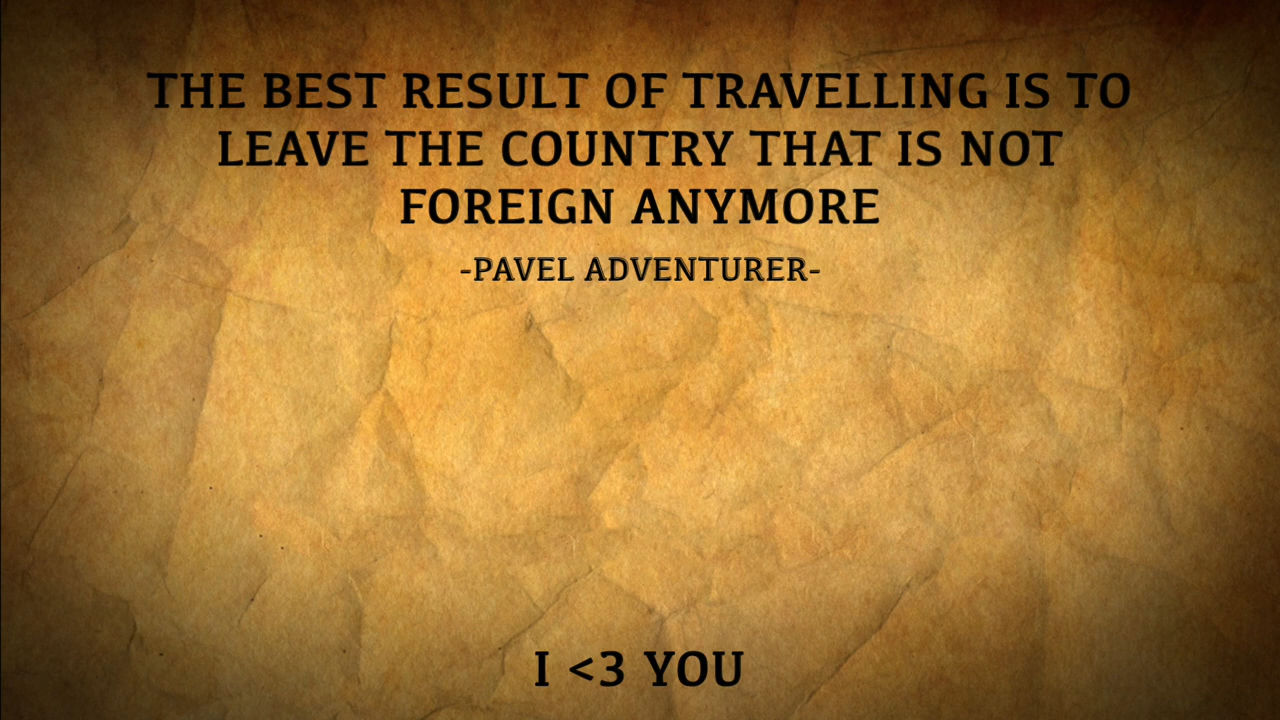 THE BEST RESULT OF TRAVELLING IS TO
LEAVE THE COUNTRY THAT IS NOT
FOREIGN ANYMORE
-PAVEL ADVENTURER-
I <3 YOU